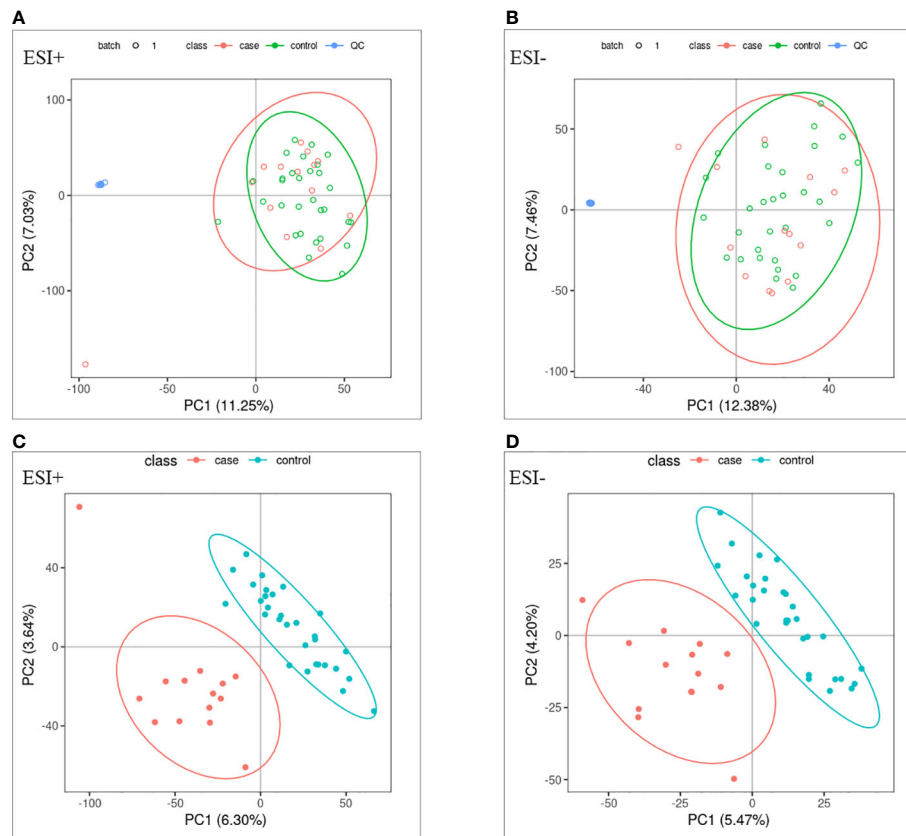 A
ESI+
batch 1 class case control QC
100
0
-100
PC2 (7.03%)
-100 -50 0 50
PC1 (11.25%)
B
ESI-
batch 1 class case control QC
50
0
-50
-100
PC2 (7.46%)
-40 0 40
PC1 (12.38%)
C
ESI+
class case control
40
0
-40
PC2 (3.64%)
-100 -50 0 50
PC1 (6.30%)
D
ESI-
class case control
25
0
-25
-50
PC2 (4.20%)
-50 -25 0 25
PC1 (5.47%)